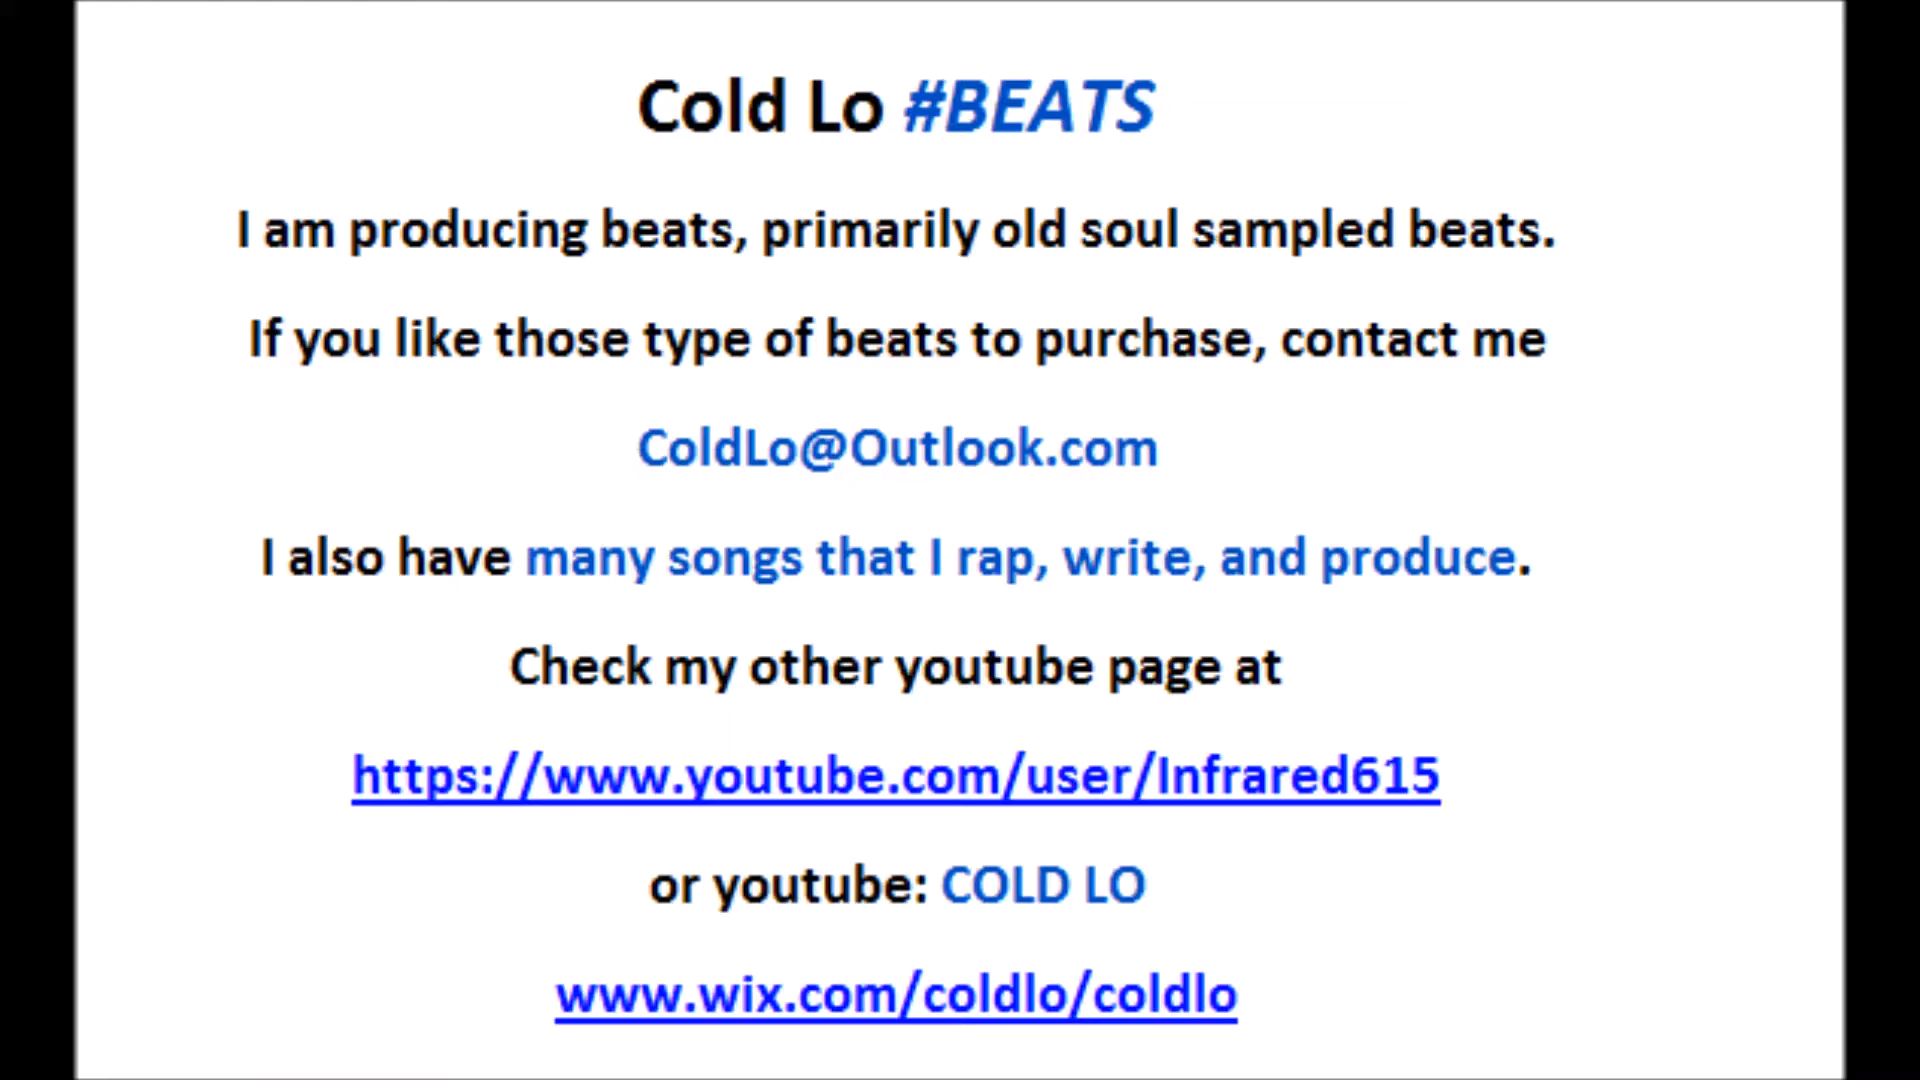 Cold Lo #BEATS
I am producing beats, primarily old soul sampled beats.
If you like those type of beats to purchase, contact me
ColdLo@Outlook.com
I also have many songs that I rap, write, and produce.
Check my other youtube page at
https://www.youtube.com/user/Infrared615
or youtube: COLD LO
www.wix.com/coldlo/coldlo